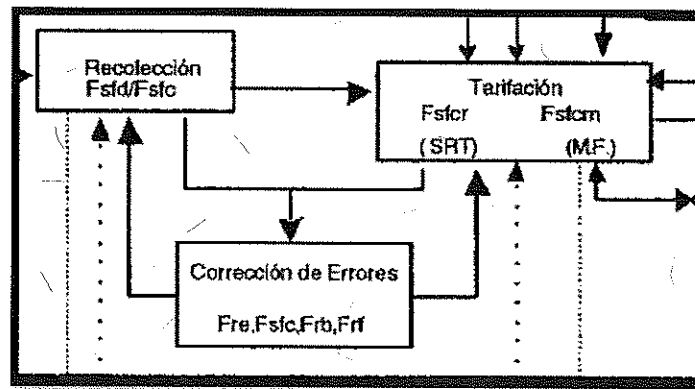 Recolección
Fsfd/Fsfc
Tarifación
Fsfcr Fsfcm
(SRT) (M.F.)
Corrección de Errores
Fre,Fsfc,Frb,Frf